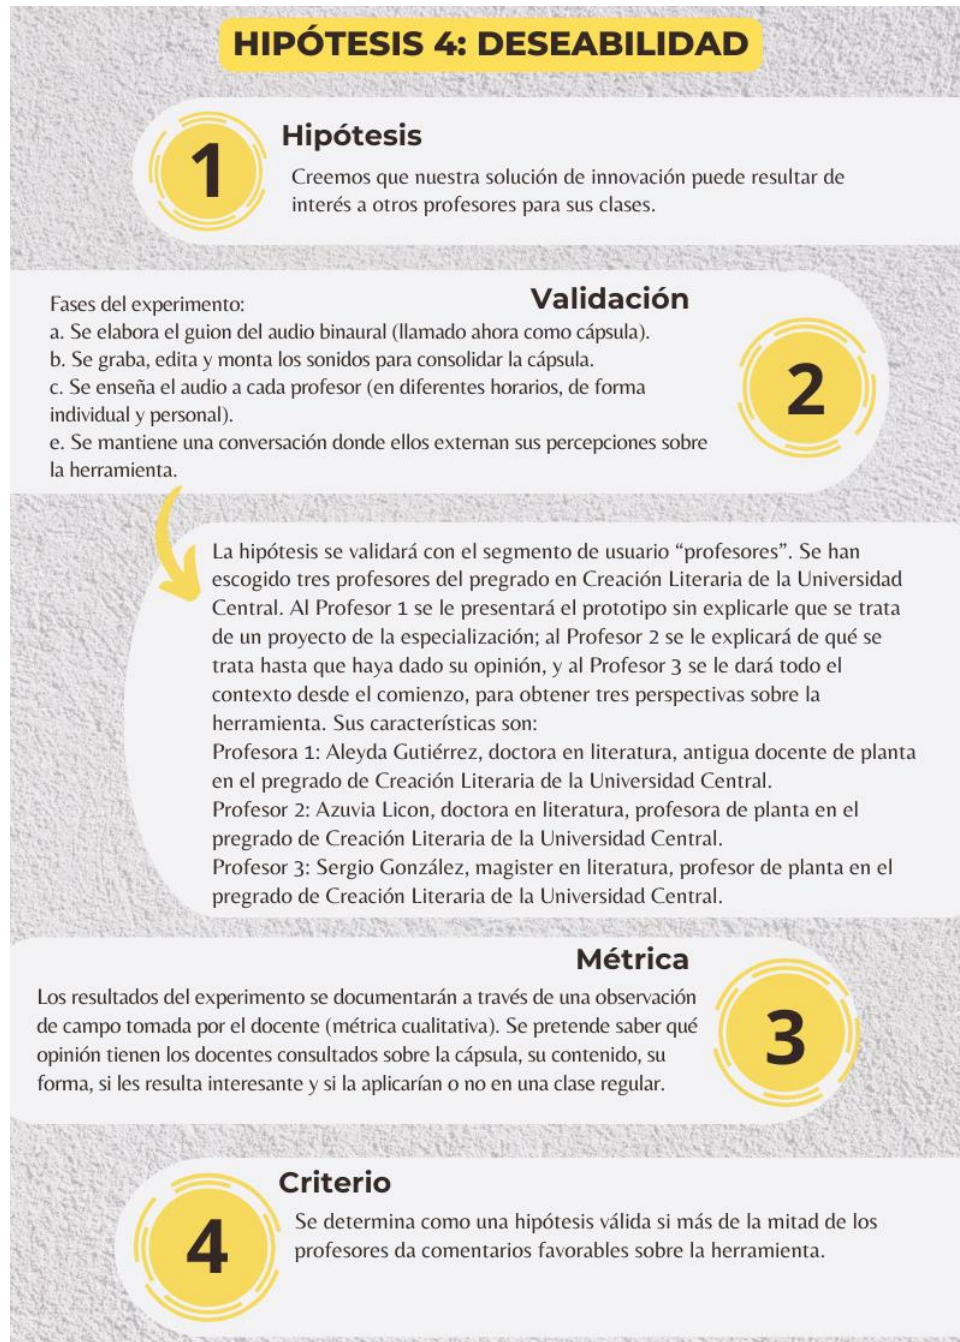 HIPÓTESIS 4: DESEABILIDAD
1
Hipótesis
Creemos que nuestra solución de innovación puede resultar de
interés a otros profesores para sus clases.
Validación
2
Fases del experimento:
a. Se elabora el guion del audio binaural (llamado ahora como cápsula).
b. Se graba, edita y monta los sonidos para consolidar la cápsula.
c. Se enseña el audio a cada profesor (en diferentes horarios, de forma
individual y personal).
e. Se mantiene una conversación donde ellos externan sus percepciones sobre
la herramienta.
La hipótesis se validará con el segmento de usuario “profesores”. Se han
escogido tres profesores del pregrado en Creación Literaria de la Universidad
Central. Al Profesor 1 se le presentará el prototipo sin explicarle que se trata
de un proyecto de la especialización; al Profesor 2 se le explicará de qué se
trata hasta que haya dado su opinión, y al Profesor 3 se le dará todo el
contexto desde el comienzo, para obtener tres perspectivas sobre la
herramienta. Sus características son:
Profesora 1: Aleyda Gutiérrez, doctora en literatura, antigua docente de planta
en el pregrado de Creación Literaria de la Universidad Central.
Profesor 2: Azuvia Licon, doctora en literatura, profesora de planta en el
pregrado de Creación Literaria de la Universidad Central.
Profesor 3: Sergio González, magister en literatura, profesor de planta en el
pregrado de Creación Literaria de la Universidad Central.
Métrica
3
Los resultados del experimento se documentarán a través de una observación
de campo tomada por el docente (métrica cualitativa). Se pretende saber qué
opinión tienen los docentes consultados sobre la cápsula, su contenido, su
forma, si les resulta interesante y si la aplicarían o no en una clase regular.
4
Criterio
Se determina como una hipótesis válida si más de la mitad de los
profesores da comentarios favorables sobre la herramienta.